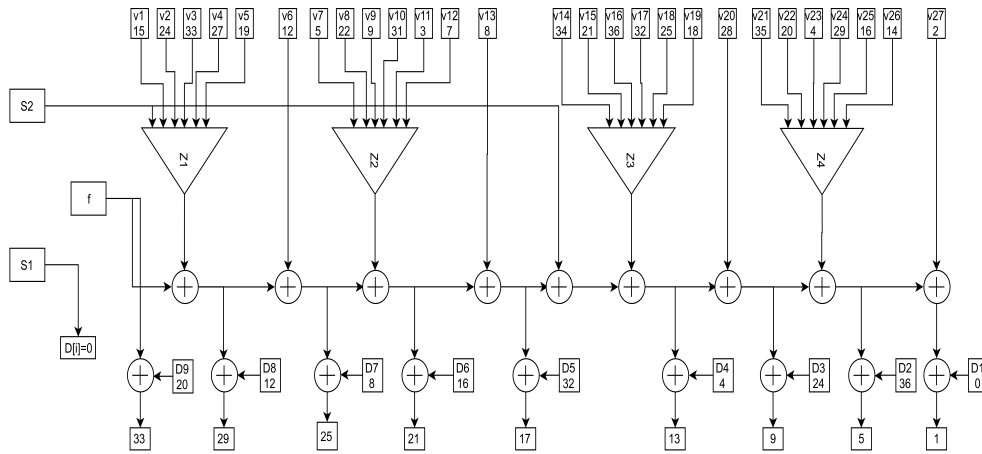 v1 v2 v3 v4 v5 v6 v7 v8 v9 v10 v11 v12 v13 v14 v15 v16 v17 v18 v19 v20 v21 v22 v23 v24 v25 v26 v27
15 24 33 27 19 12 5 22 9 31 3 7 8 34 21 36 32 25 18 28 35 20 4 29 16 14 2
S2
Z1 Z2 Z3 Z4
f
S1
D[i]=0
D9 D8 D7 D6 D5 D4 D3 D2 D1
20 12 8 16 32 4 24 36 0
33 29 25 21 17 13 9 5 1